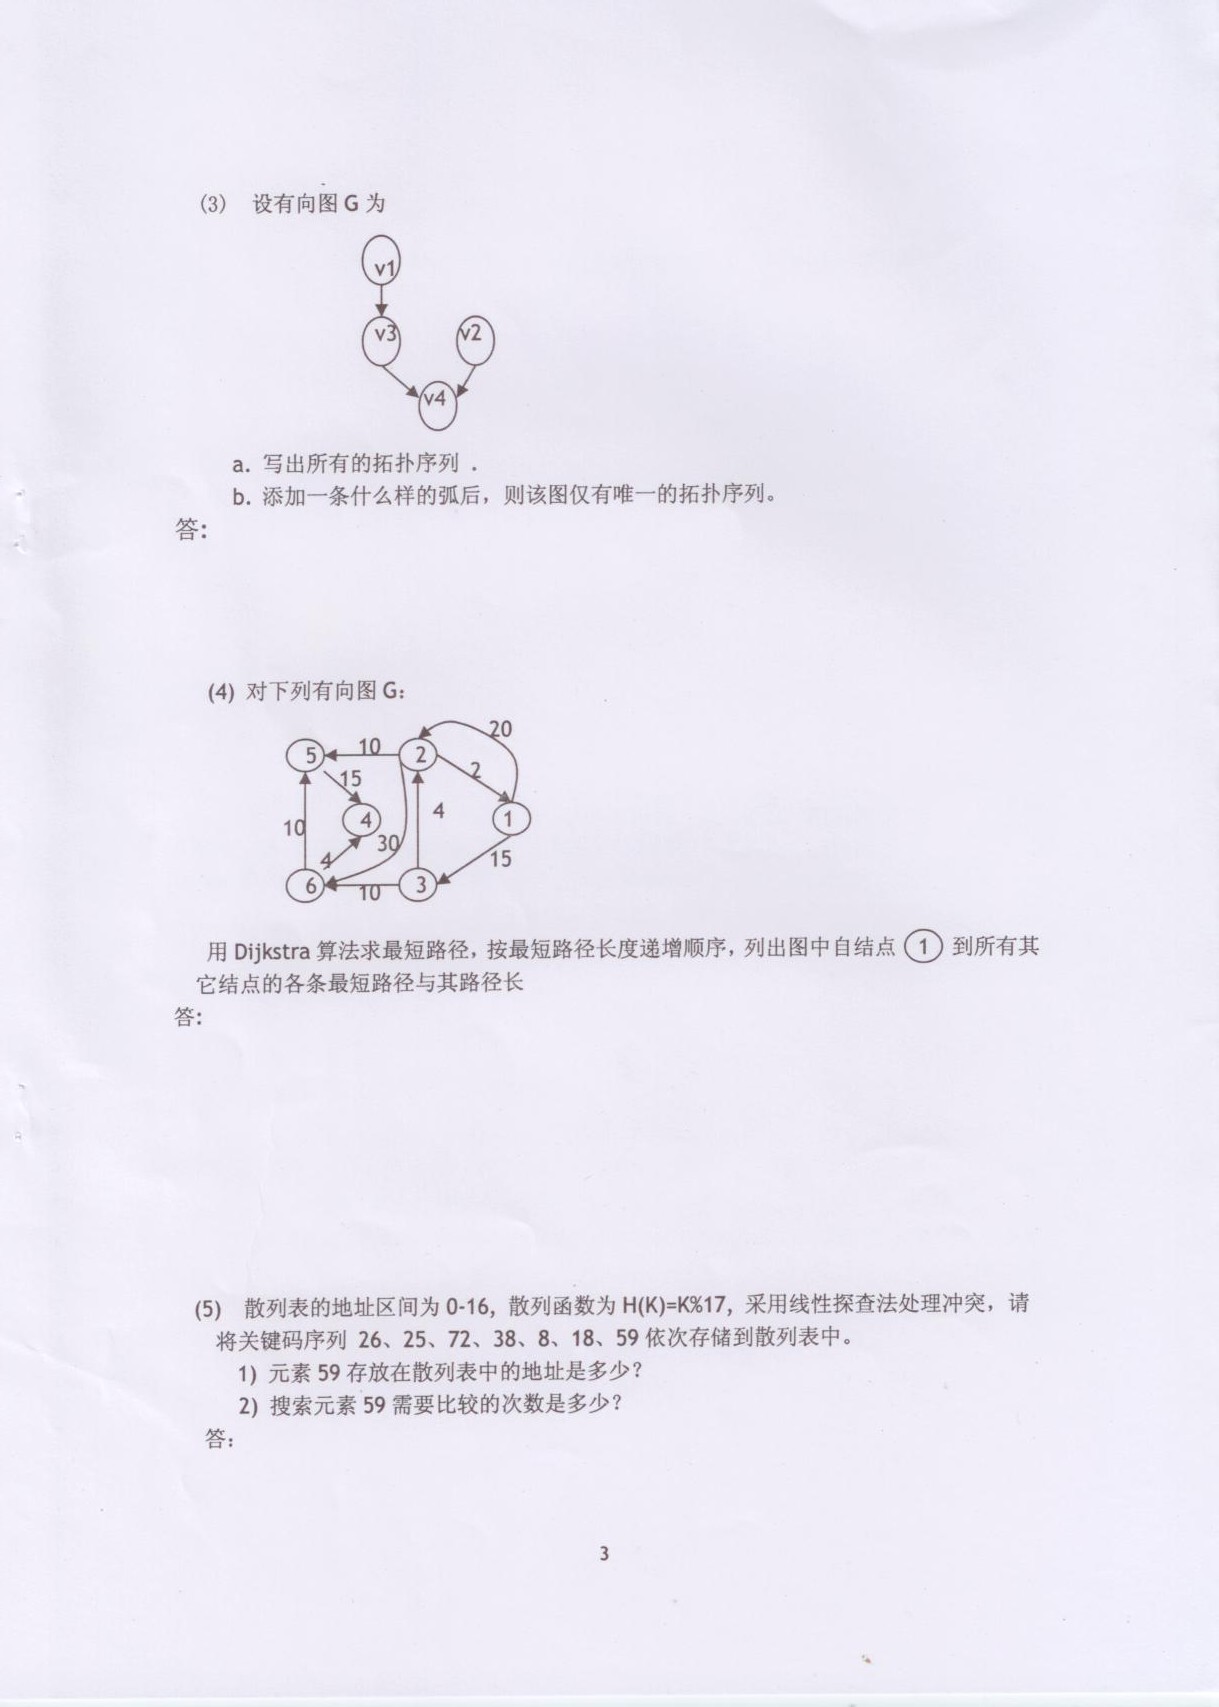 (3) 设有向图 G 为
v1
v3 v2
v4
a. 写出所有的拓扑序列 .
b. 添加一条什么样的弧后，则该图仅有唯一的拓扑序列。
答:
(4) 对下列有向图 G:
20
5 10 2
15 2
4 4 1
10 30
4 15
6 10 3
用 Dijkstra 算法求最短路径，按最短路径长度递增顺序，列出图中自结点 1 到所有其
它结点的各条最短路径与其路径长
答:
(5) 散列表的地址区间为 0-16，散列函数为 H(K)=K%17，采用线性探查法处理冲突，请
将关键码序列 26、25、72、38、8、18、59 依次存储到散列表中。
1) 元素 59 存放在散列表中的地址是多少？
2) 搜索元素 59 需要比较的次数是多少？
答:
3